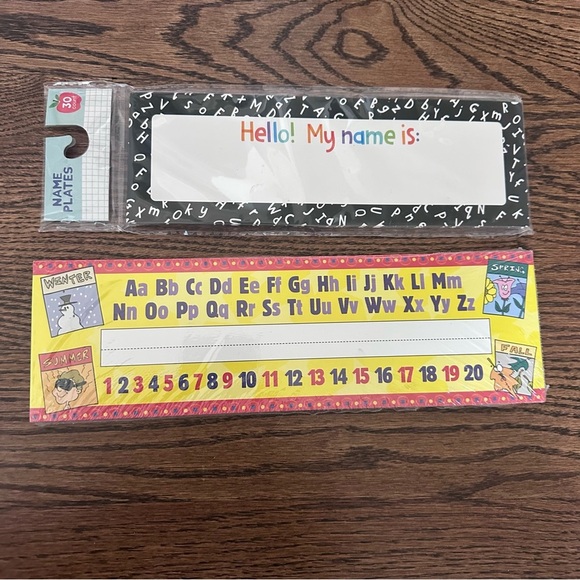 30
COUNT
NAME
PLATES
Hello! My name is:
WINTER
SPRING
Aa Bb Cc Dd Ee Ff Gg Hh Ii Jj Kk Ll Mm
Nn Oo Pp Qq Rr Ss Tt Uu Vv Ww Xx Yy Zz
SUMMER
FALL
1 2 3 4 5 6 7 8 9 10 11 12 13 14 15 16 17 18 19 20